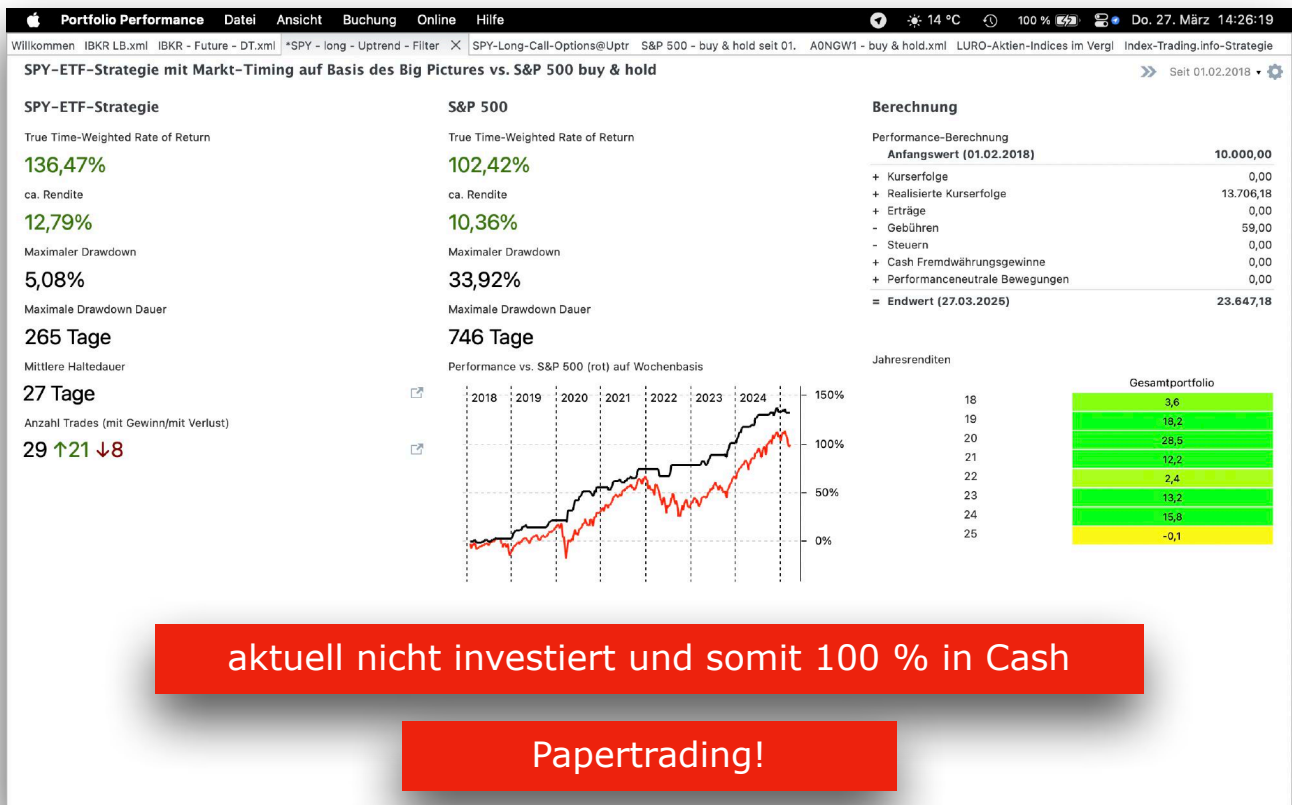 Portfolio Performance Datei Ansicht Buchung Online Hilfe 14 °C 100 % Do. 27. März 14:26:19
Willkommen IBKR LB.xml IBKR - Future - DT.xml *SPY - long - Uptrend - Filter SPY-Long-Call-Options@Uptr S&P 500 - buy & hold seit 01. A0NGW1 - buy & hold.xml LURO-Aktien-Indices im Vergl Index-Trading.info-Strategie
SPY-ETF-Strategie mit Markt-Timing auf Basis des Big Pictures vs. S&P 500 buy & hold
Seit 01.02.2018
SPY-ETF-Strategie
True Time-Weighted Rate of Return
136,47%
ca. Rendite
12,79%
Maximaler Drawdown
5,08%
Maximale Drawdown Dauer
265 Tage
Mittlere Haltedauer
27 Tage
Anzahl Trades (mit Gewinn/mit Verlust)
29 ↑21 ↓8
S&P 500
True Time-Weighted Rate of Return
102,42%
ca. Rendite
10,36%
Maximaler Drawdown
33,92%
Maximale Drawdown Dauer
746 Tage
Performance vs. S&P 500 (rot) auf Wochenbasis
2018 2019 2020 2021 2022 2023 2024
150%
100%
50%
0%
Berechnung
Performance-Berechnung
Anfangswert (01.02.2018) 10.000,00
+ Kurserfolge 0,00
+ Realisierte Kurserfolge 13.706,18
+ Erträge 0,00
- Gebühren 59,00
- Steuern 0,00
+ Cash Fremdwährungsgewinne 0,00
+ Performanceneutrale Bewegungen 0,00
= Endwert (27.03.2025) 23.647,18
Jahresrenditen
Gesamtportfolio
18 3,6
19 18,2
20 28,5
21 12,2
22 2,4
23 13,2
24 15,8
25 -0,1
aktuell nicht investiert und somit 100 % in Cash
Papertrading!